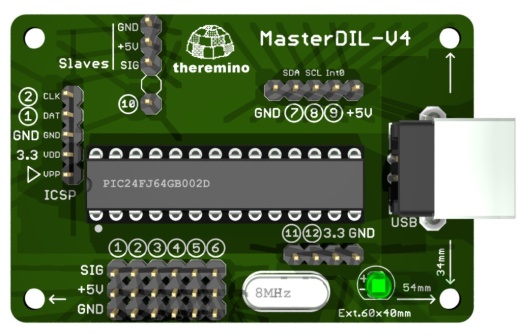 GND
+5V
SIG
Slaves
10
theremino
MasterDIL-V4
SDA SCL Int0
GND 7 8 9 +5V
2 CLK
1 DAT
GND GND
3.3 VDD
VPP
ICSP
PIC24FJ64GB002D
USB
11 12 3.3 GND
1 2 3 4 5 6
SIG
+5V
GND
8MHz
34mm
54mm
Ext.60x40mm